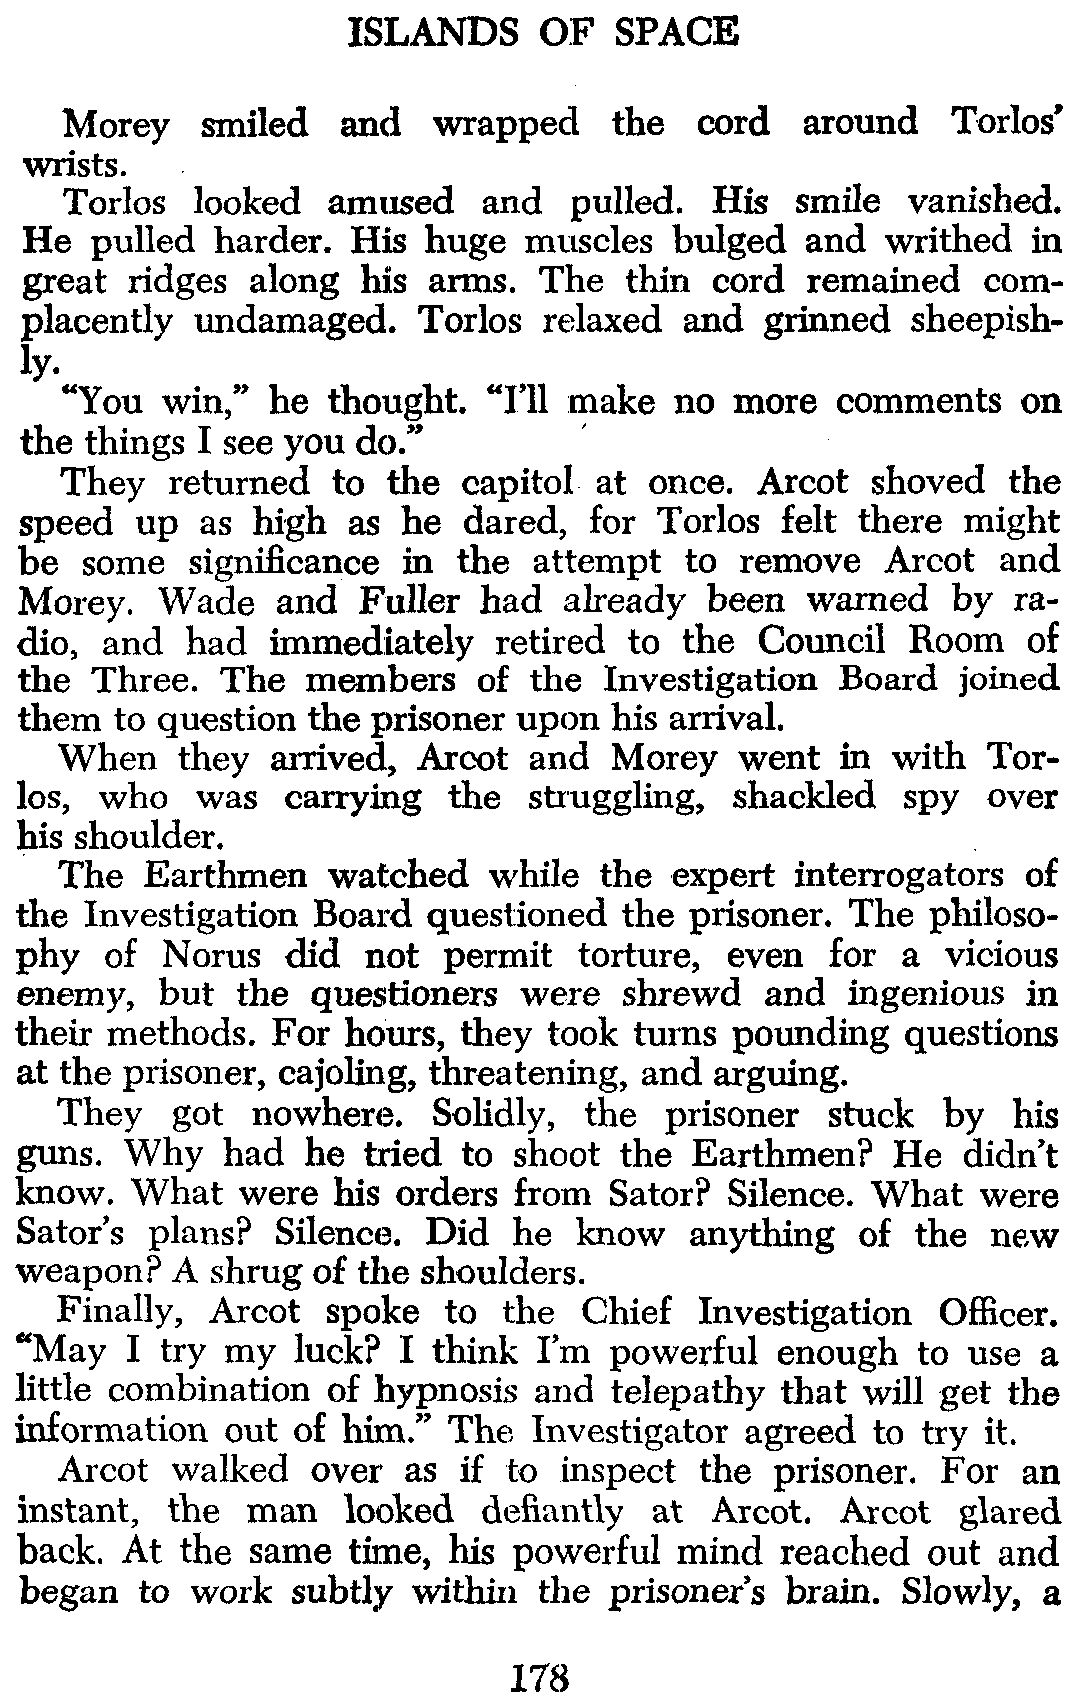 ISLANDS OF SPACE
Morey smiled and wrapped the cord around Torlos'
wrists.
Torlos looked amused and pulled. His smile vanished.
He pulled harder. His huge muscles bulged and writhed in
great ridges along his arms. The thin cord remained com-
placently undamaged. Torlos relaxed and grinned sheepish-
ly.
“You win,” he thought. “I'll make no more comments on
the things I see you do.”
They returned to the capitol at once. Arcot shoved the
speed up as high as he dared, for Torlos felt there might
be some significance in the attempt to remove Arcot and
Morey. Wade and Fuller had already been warned by ra-
dio, and had immediately retired to the Council Room of
the Three. The members of the Investigation Board joined
them to question the prisoner upon his arrival.
When they arrived, Arcot and Morey went in with Tor-
los, who was carrying the struggling, shackled spy over
his shoulder.
The Earthmen watched while the expert interrogators of
the Investigation Board questioned the prisoner. The philoso-
phy of Norus did not permit torture, even for a vicious
enemy, but the questioners were shrewd and ingenious in
their methods. For hours, they took turns pounding questions
at the prisoner, cajoling, threatening, and arguing.
They got nowhere. Solidly, the prisoner stuck by his
guns. Why had he tried to shoot the Earthmen? He didn't
know. What were his orders from Sator? Silence. What were
Sator's plans? Silence. Did he know anything of the new
weapon? A shrug of the shoulders.
Finally, Arcot spoke to the Chief Investigation Officer.
“May I try my luck? I think I'm powerful enough to use a
little combination of hypnosis and telepathy that will get the
information out of him.” The Investigator agreed to try it.
Arcot walked over as if to inspect the prisoner. For an
instant, the man looked defiantly at Arcot. Arcot glared
back. At the same time, his powerful mind reached out and
began to work subtly within the prisoner's brain. Slowly, a
178